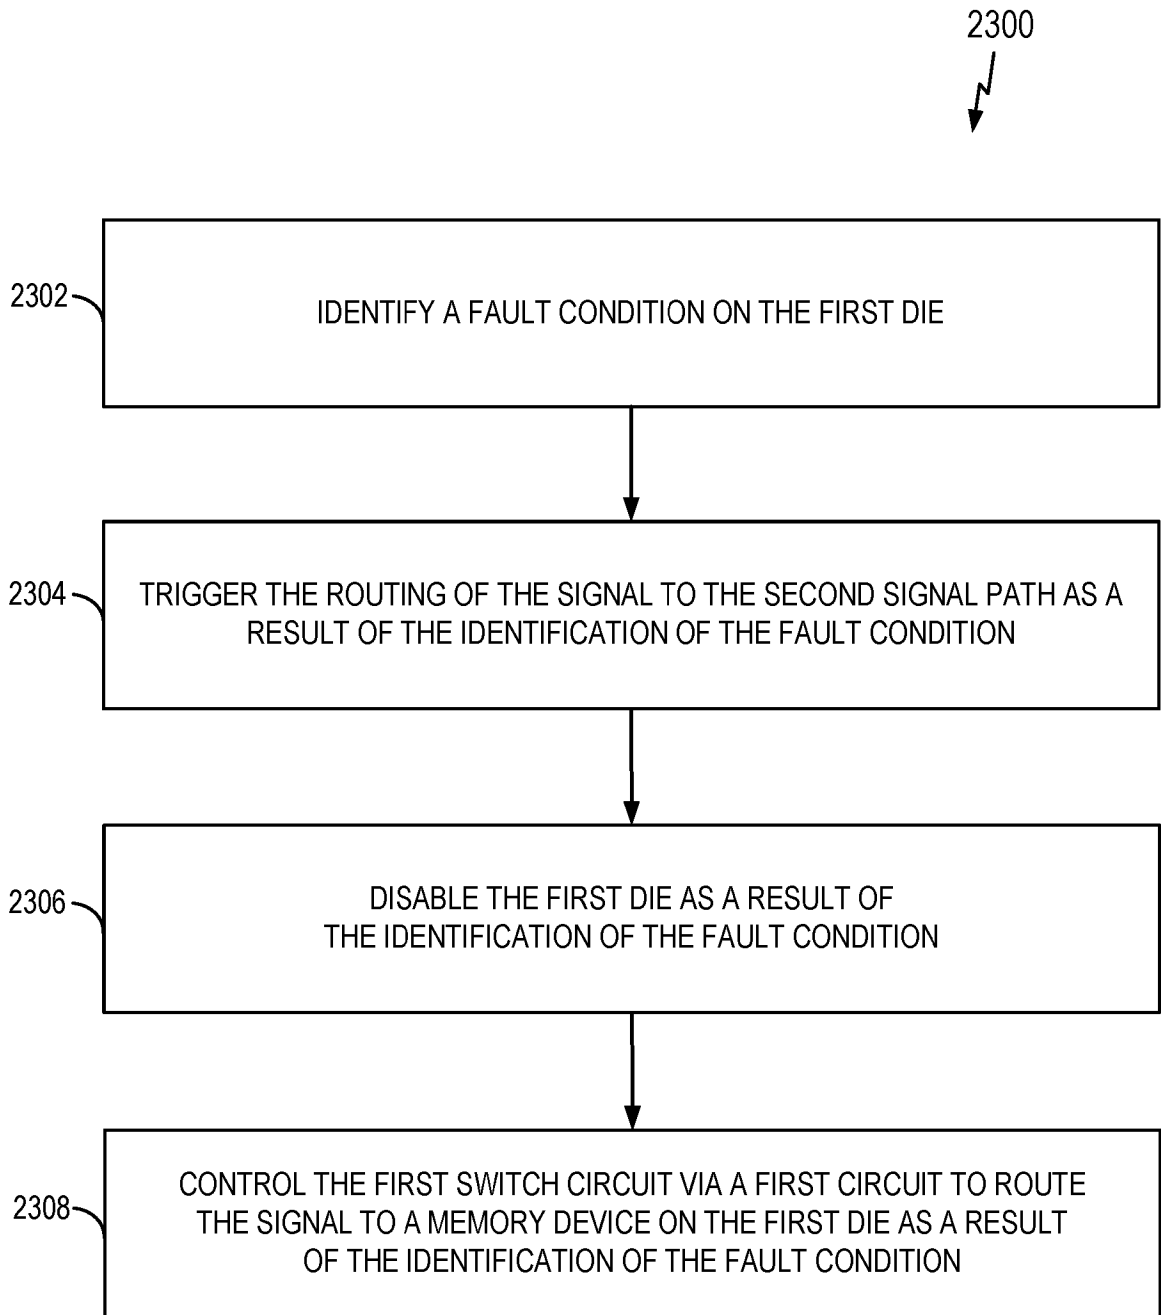 2300
2302
IDENTIFY A FAULT CONDITION ON THE FIRST DIE
2304
TRIGGER THE ROUTING OF THE SIGNAL TO THE SECOND SIGNAL PATH AS A
RESULT OF THE IDENTIFICATION OF THE FAULT CONDITION
2306
DISABLE THE FIRST DIE AS A RESULT OF
THE IDENTIFICATION OF THE FAULT CONDITION
2308
CONTROL THE FIRST SWITCH CIRCUIT VIA A FIRST CIRCUIT TO ROUTE
THE SIGNAL TO A MEMORY DEVICE ON THE FIRST DIE AS A RESULT
OF THE IDENTIFICATION OF THE FAULT CONDITION